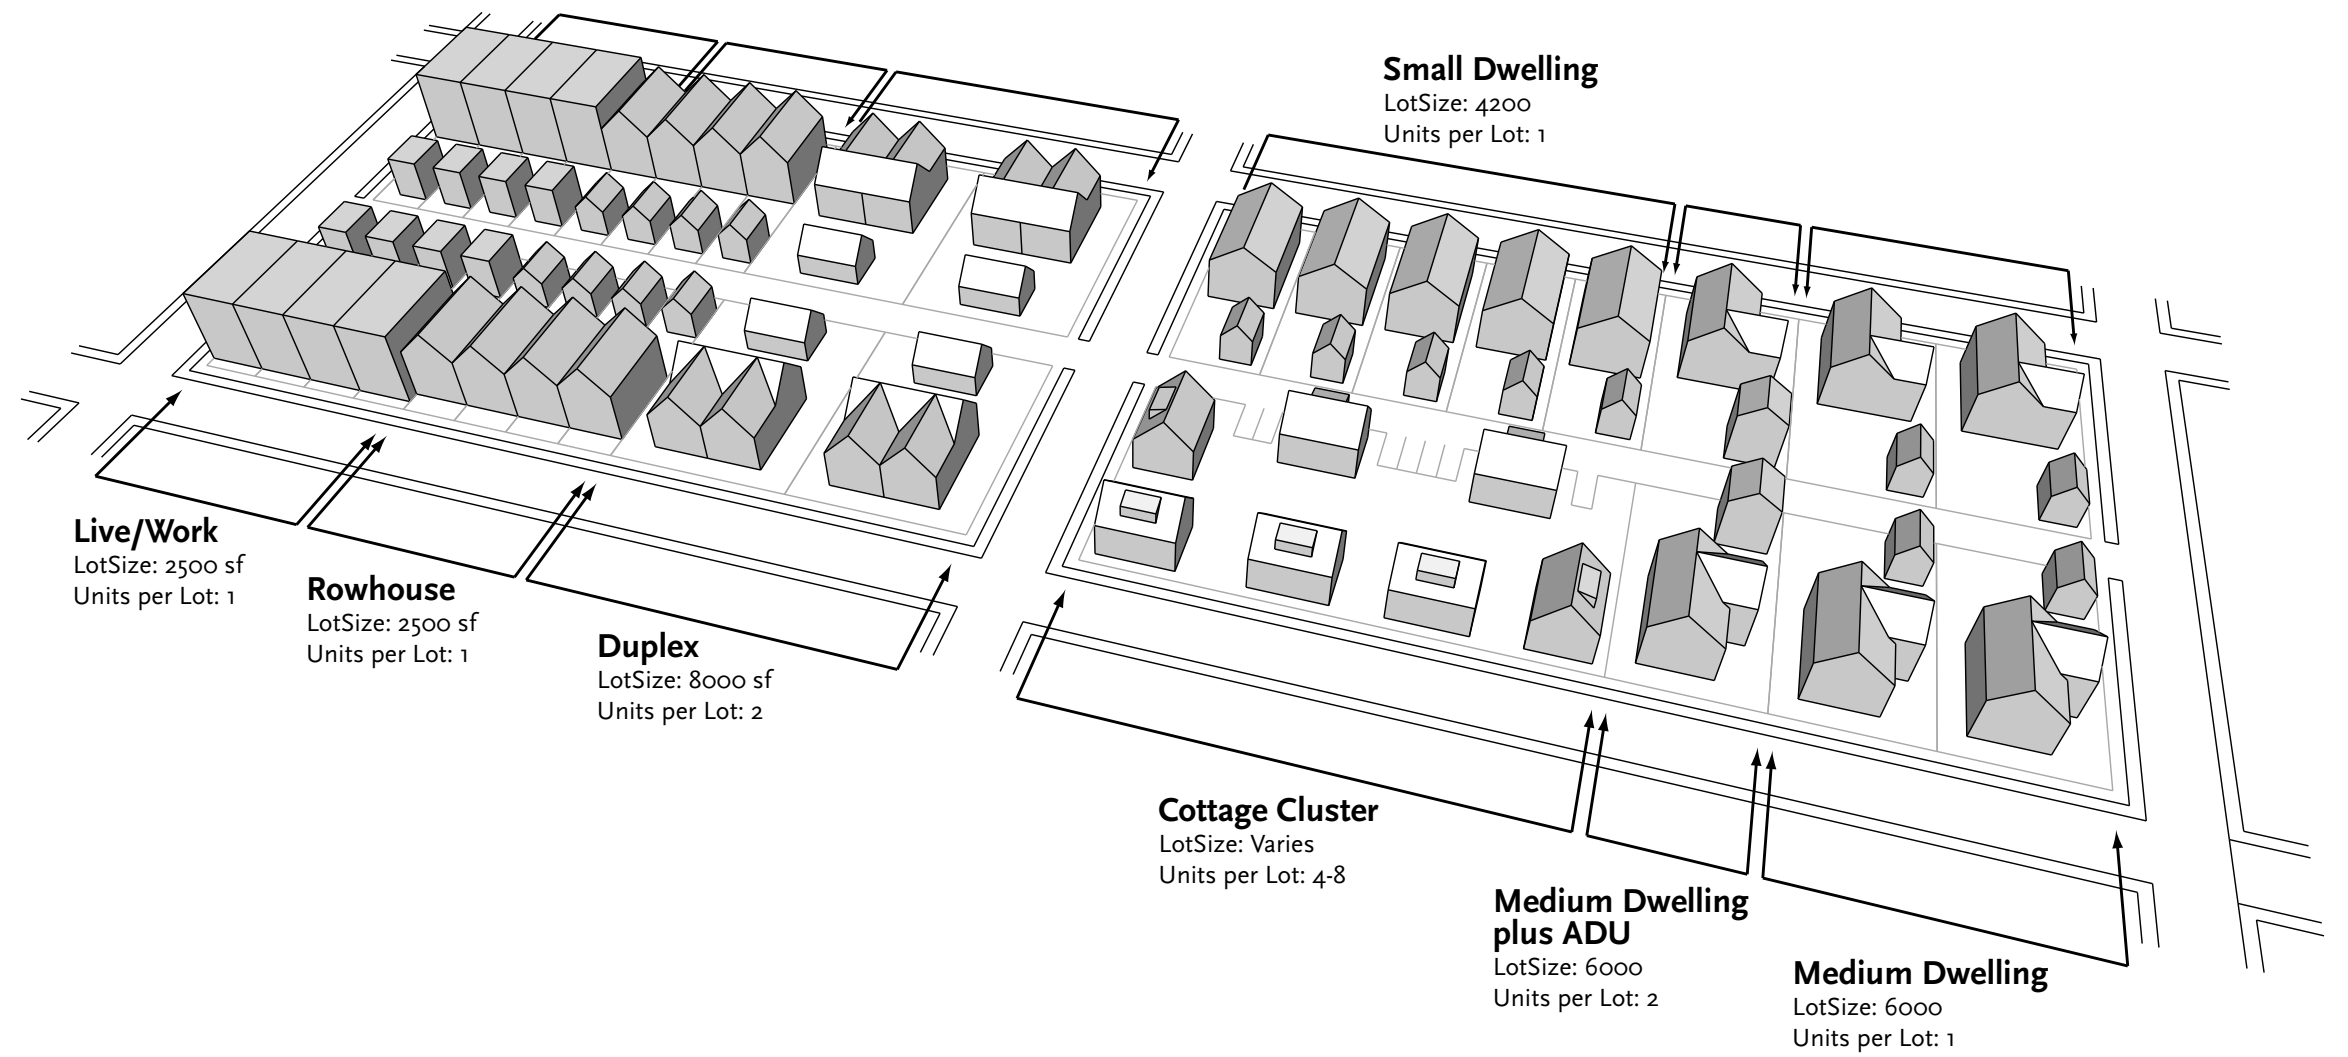 Small Dwelling
LotSize: 4200
Units per Lot: 1
Live/Work
LotSize: 2500 sf
Units per Lot: 1
Rowhouse
LotSize: 2500 sf
Units per Lot: 1
Duplex
LotSize: 8000 sf
Units per Lot: 2
Cottage Cluster
LotSize: Varies
Units per Lot: 4-8
Medium Dwelling
plus ADU
LotSize: 6000
Units per Lot: 2
Medium Dwelling
LotSize: 6000
Units per Lot: 1